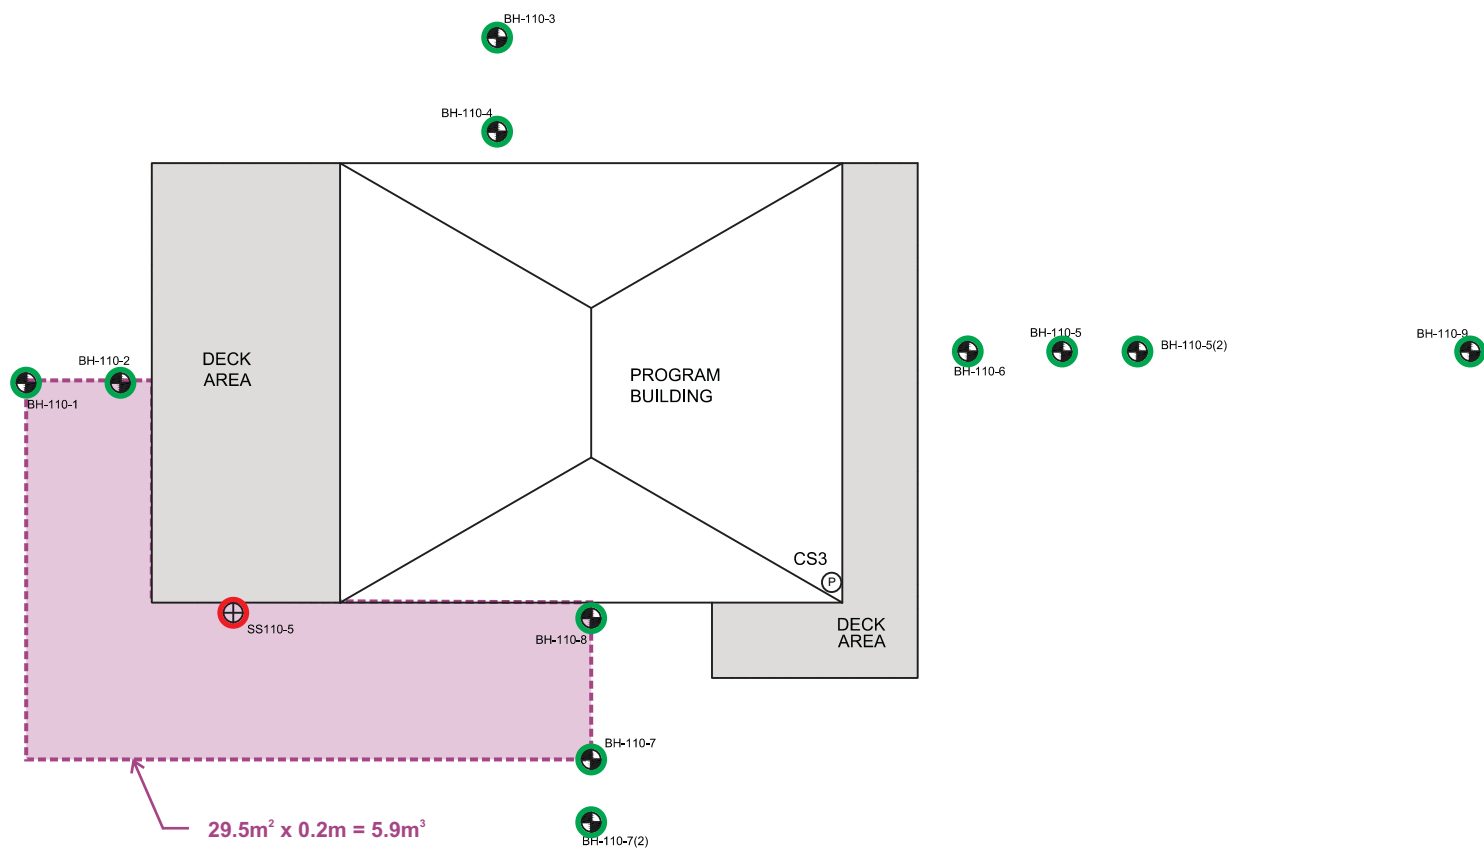 BH-110-3
BH-110-4
DECK
AREA
PROGRAM
BUILDING
BH-110-2
BH-110-1
BH-110-6
BH-110-5
BH-110-5(2)
BH-110-9
CS3
P
SS110-5
BH-110-8
DECK
AREA
BH-110-7
29.5m² x 0.2m = 5.9m³
BH-110-7(2)